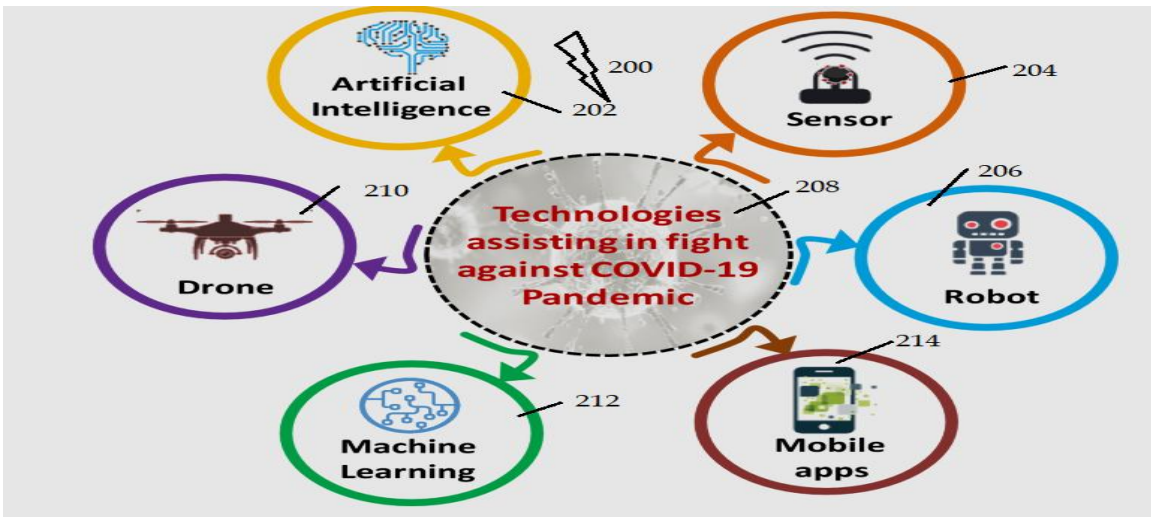 Artificial
Intelligence
200
202
Sensor
204
210
Drone
Technologies
assisting in fight
against COVID-19
Pandemic
208
206
Robot
Machine
Learning
212
214
Mobile
apps